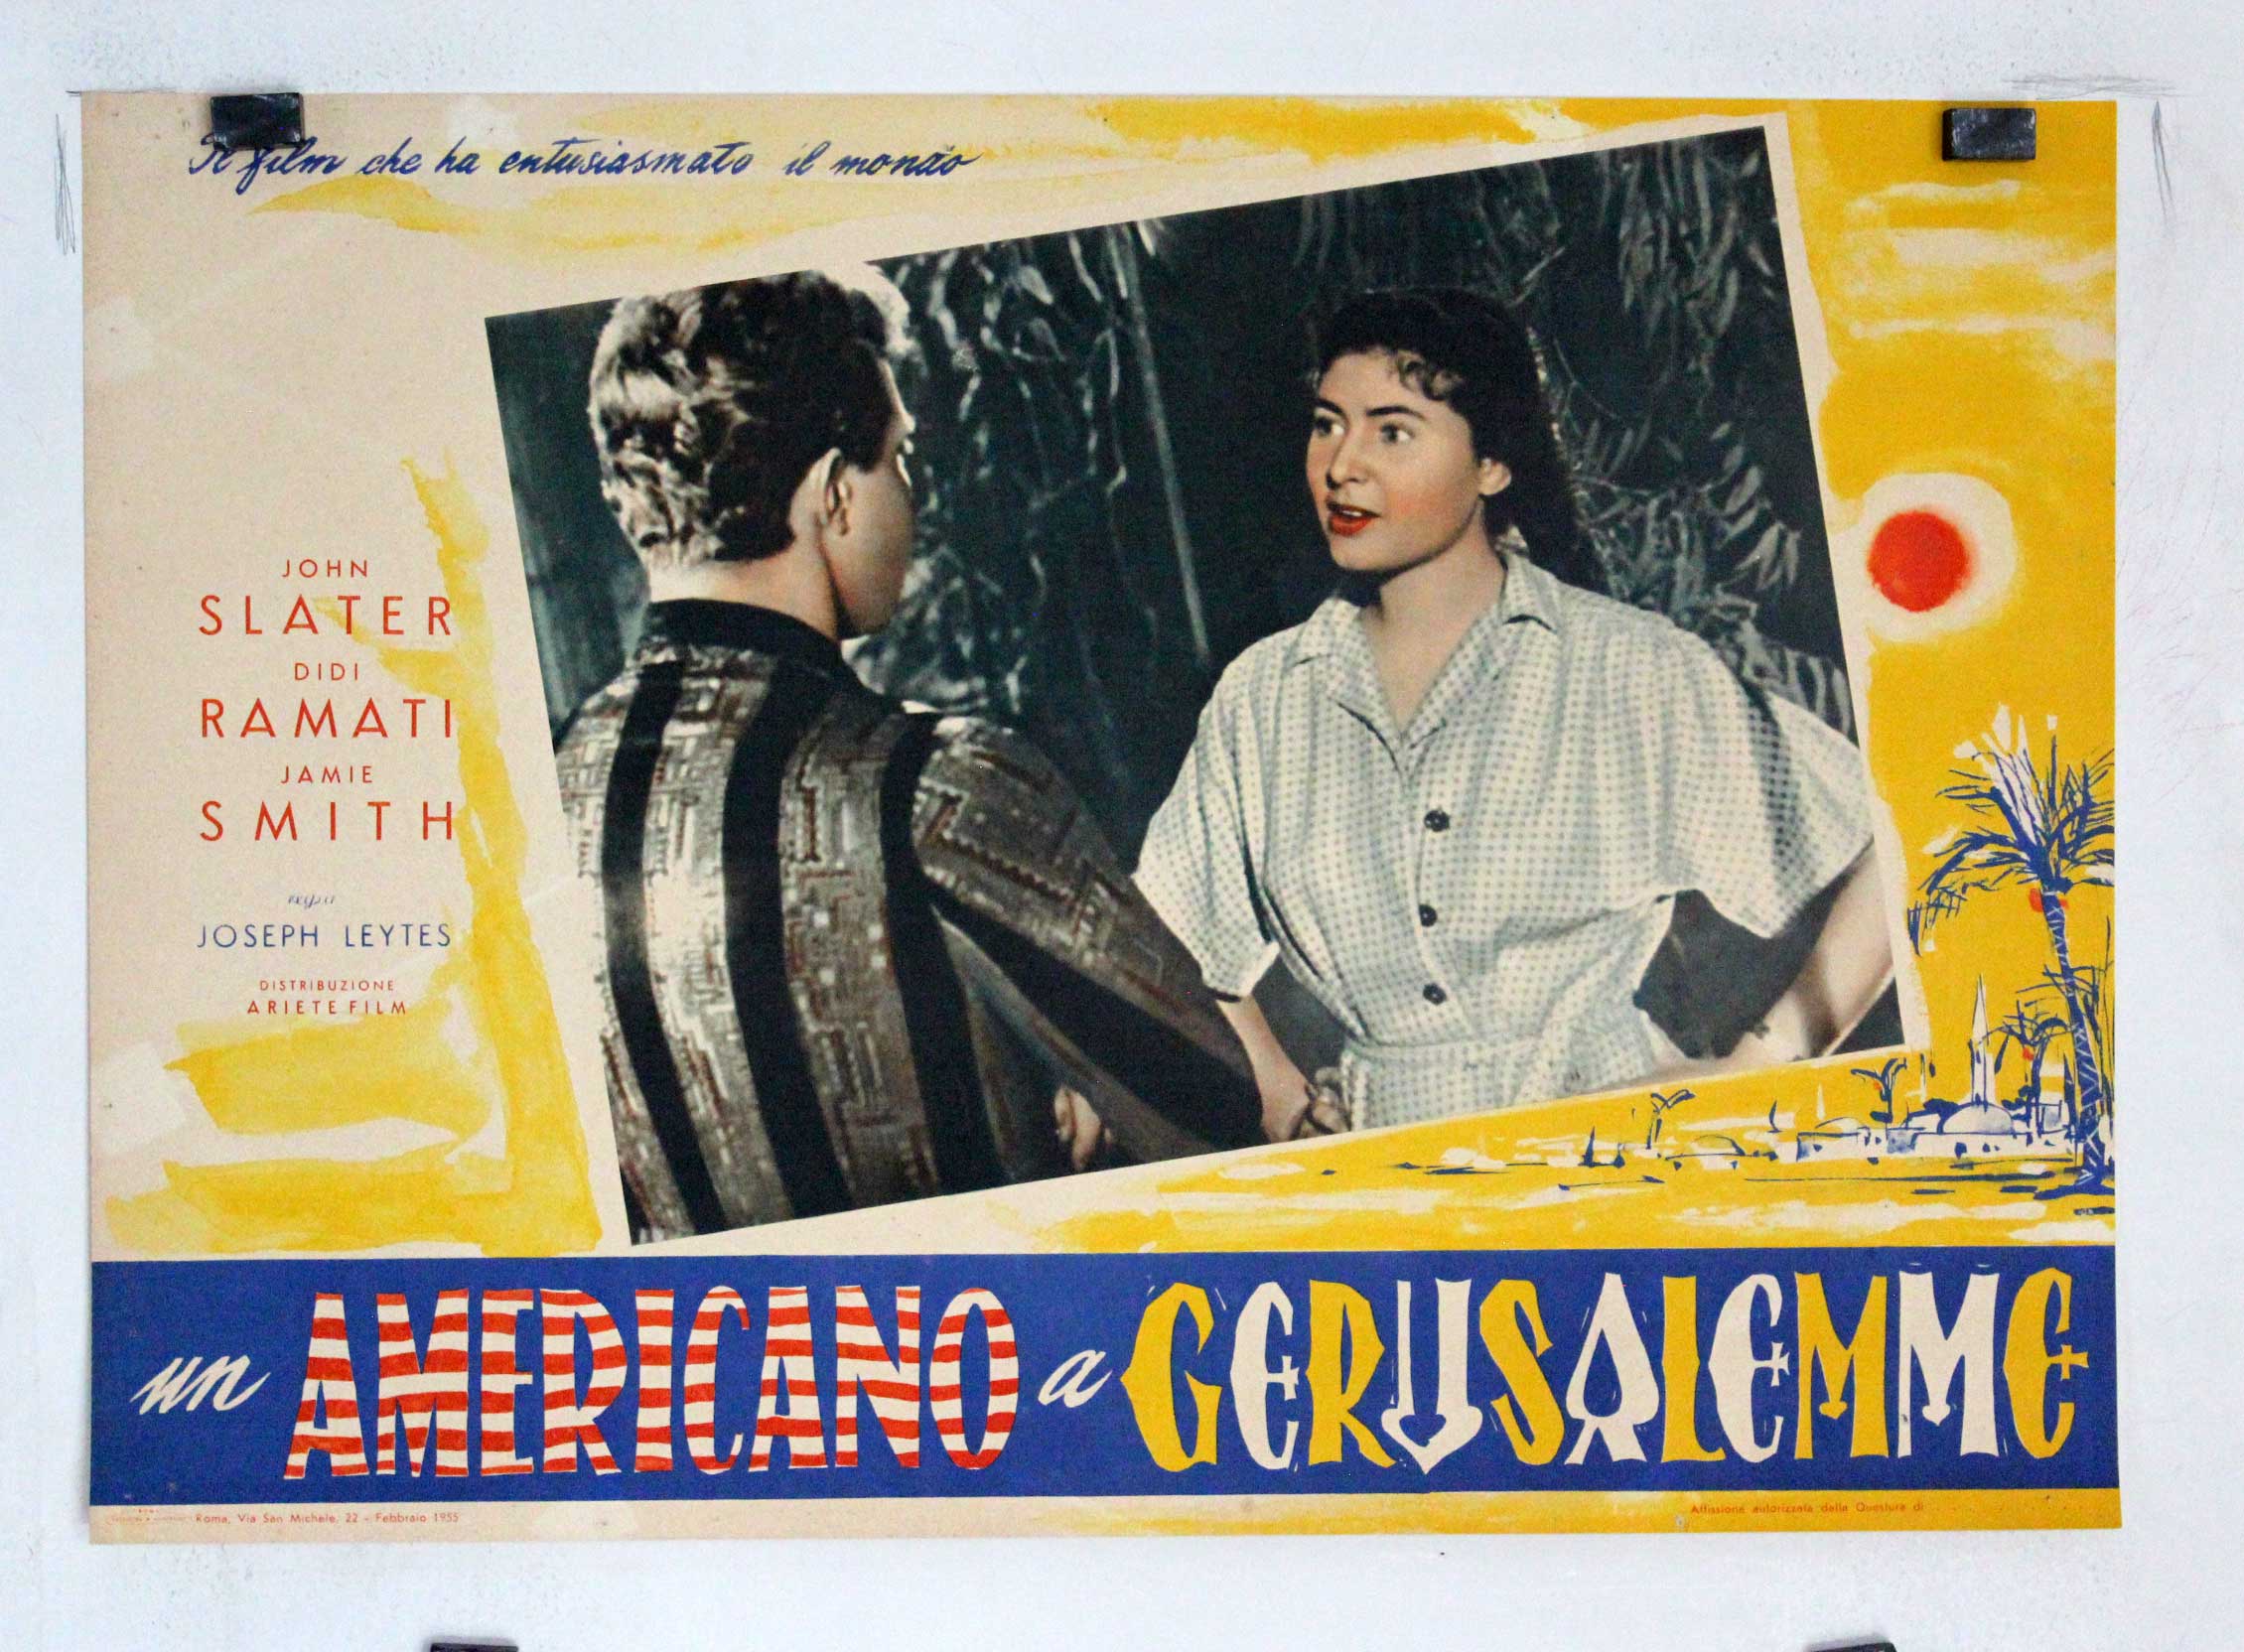 Il film che ha entusiasmato il mondo
JOHN
SLATER
DIDI
RAMATI
JAMIE
SMITH
regia
JOSEPH LEYTES
DISTRIBUZIONE
ARIETE FILM
un AMERICANO a GERUSALEMME
Roma, Via San Michele, 22 - Febbraio 1955
Affissione autorizzata dalla Questura di